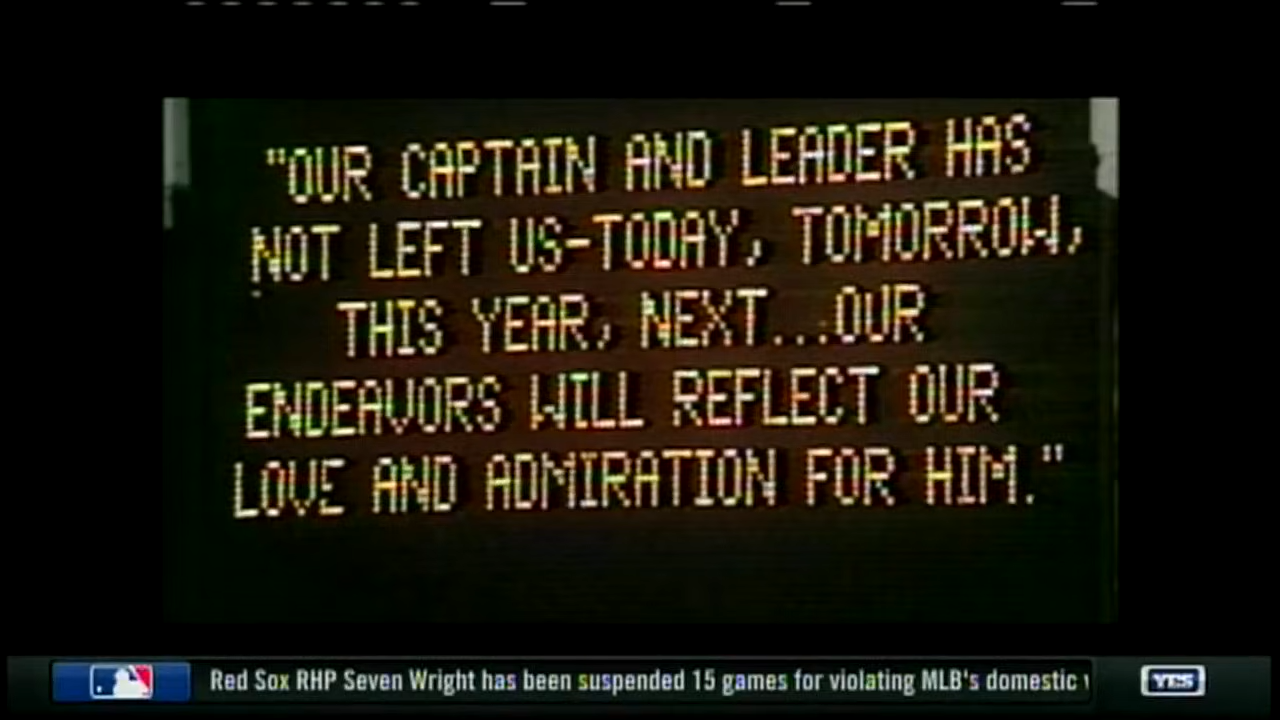 "OUR CAPTAIN AND LEADER HAS
NOT LEFT US-TODAY, TOMORROW,
THIS YEAR, NEXT...OUR
ENDEAVORS WILL REFLECT OUR
LOVE AND ADMIRATION FOR HIM."
Red Sox RHP Seven Wright has been suspended 15 games for violating MLB's domestic
YES